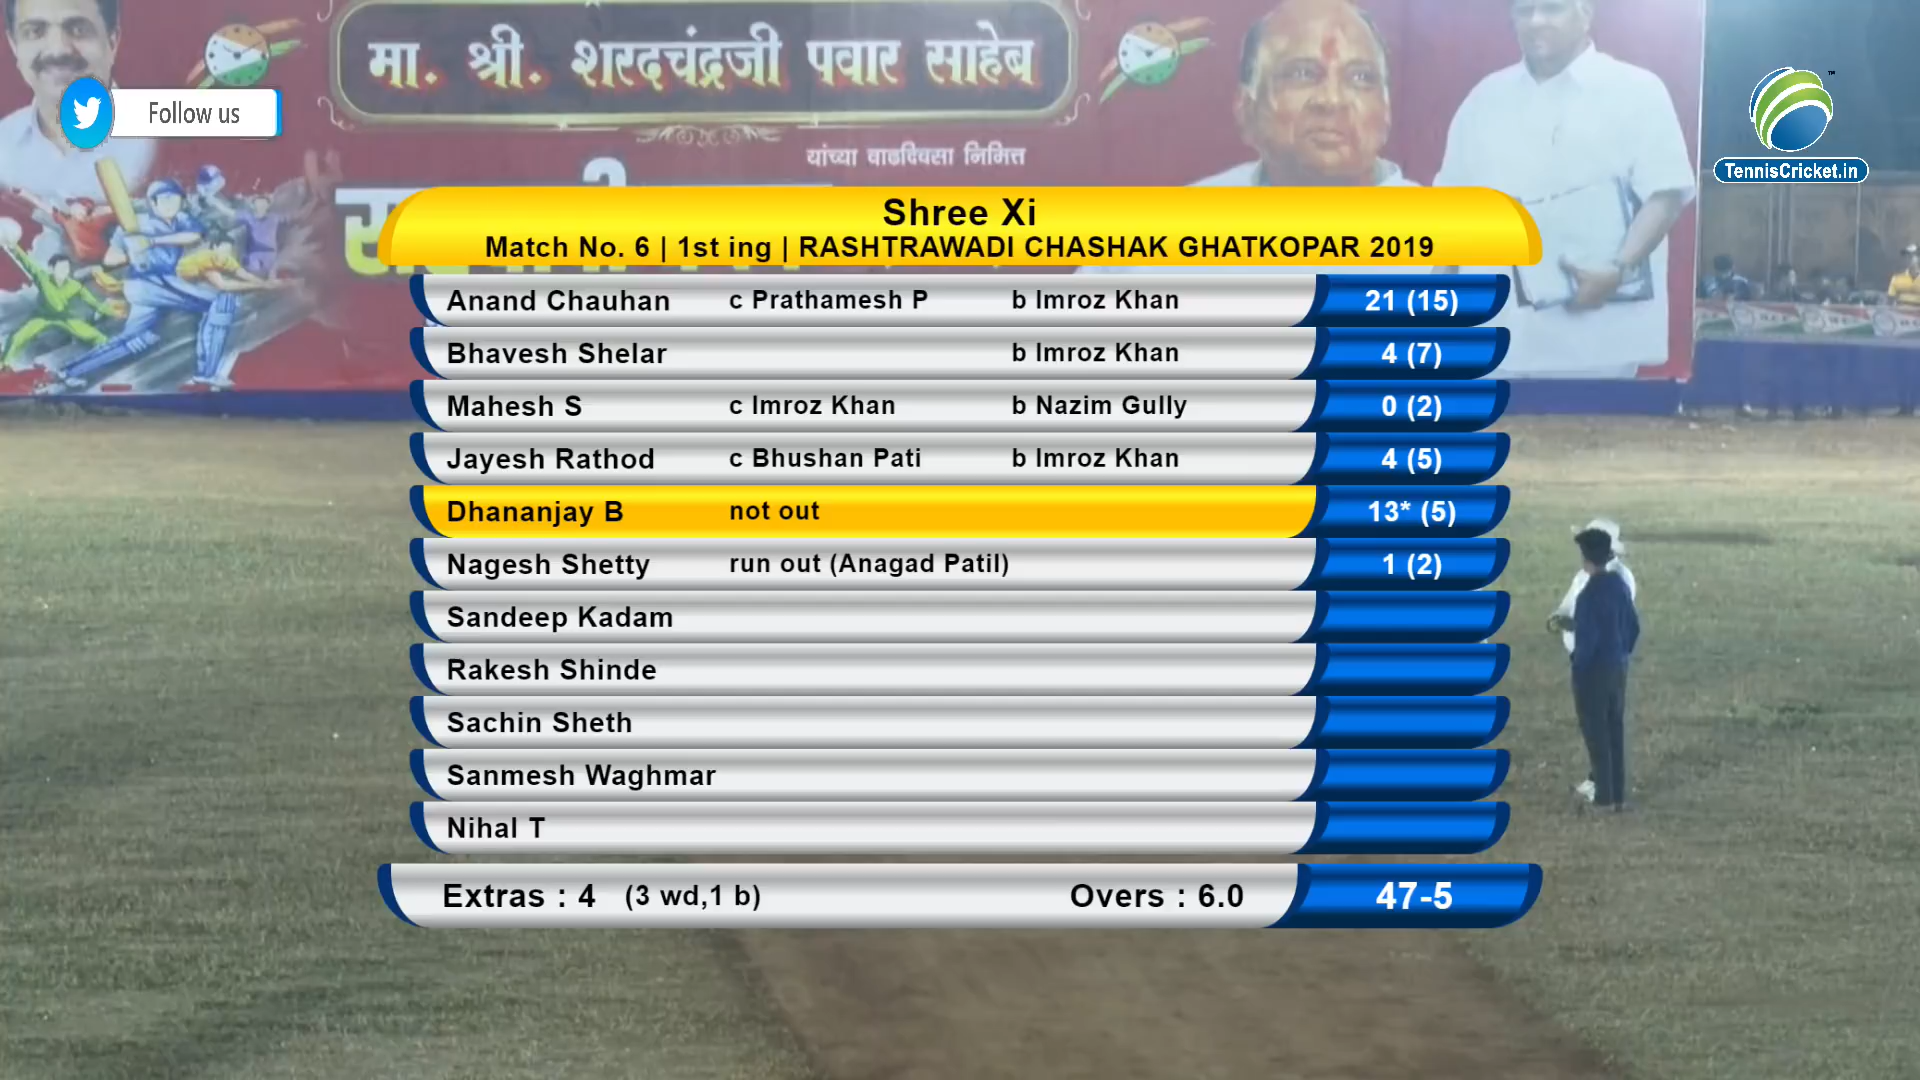 मा. श्री. शरदचंद्रजी पवार साहेब
Follow us
TennisCricket.in
यांच्या वाढदिवसा निमित्त
Shree Xi
Match No. 6 | 1st ing | RASHTRAWADI CHASHAK GHATKOPAR 2019
Anand Chauhan c Prathamesh P b Imroz Khan 21 (15)
Bhavesh Shelar b Imroz Khan 4 (7)
Mahesh S c Imroz Khan b Nazim Gully 0 (2)
Jayesh Rathod c Bhushan Pati b Imroz Khan 4 (5)
Dhananjay B not out 13* (5)
Nagesh Shetty run out (Anagad Patil) 1 (2)
Sandeep Kadam
Rakesh Shinde
Sachin Sheth
Sanmesh Waghmar
Nihal T
Extras : 4 (3 wd,1 b) Overs : 6.0 47-5